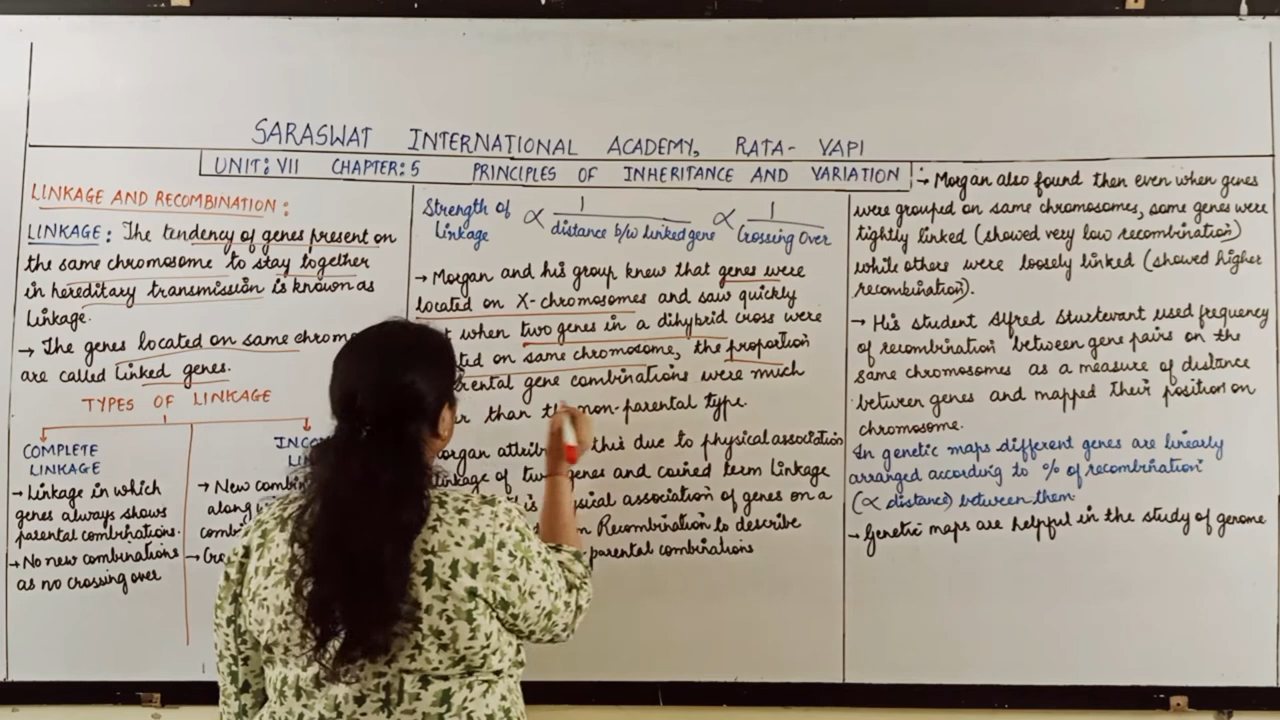 SARASWAT INTERNATIONAL ACADEMY, RATA- VAPI
UNIT: VII CHAPTER: 5 PRINCIPLES OF INHERITANCE AND VARIATION
LINKAGE AND RECOMBINATION:
LINKAGE: The tendency of genes present on
the same chromosome to stay together
in hereditary transmission is known as
linkage.
→ The genes located on same
are called linked genes.
TYPES OF LINKAGE
COMPLETE
LINKAGE
→ Linkage in which
genes always shows
parental combinations.
→ No new combinations
as no crossing over
→ New
along
Strength of Linkage ∝ 1/distance b/w linked gene ∝ 1/Crossing Over
→ Morgan and his group knew that genes were
located on X-chromosomes and saw quickly
when two genes in a dihybrid cross were
on same chromosome, the proportion
gene combinations were much
than the non-parental type.
this due to physical association
of two genes and coined term linkage
association of genes on a
Recombination to describe
parental combinations
→ Morgan also found then even when genes
were grouped on same chromosomes, some genes were
tightly linked (showed very low recombination)
while others were loosely linked (showed higher
recombination).
→ His student Alfred Sturtevant used frequency
of recombination between gene pairs on the
same chromosomes as a measure of distance
between genes and mapped their position on
chromosome.
In genetic maps different genes are linearly
arranged according to % of recombination
(∝ distance) between them.
→ Genetic maps are helpful in the study of genome